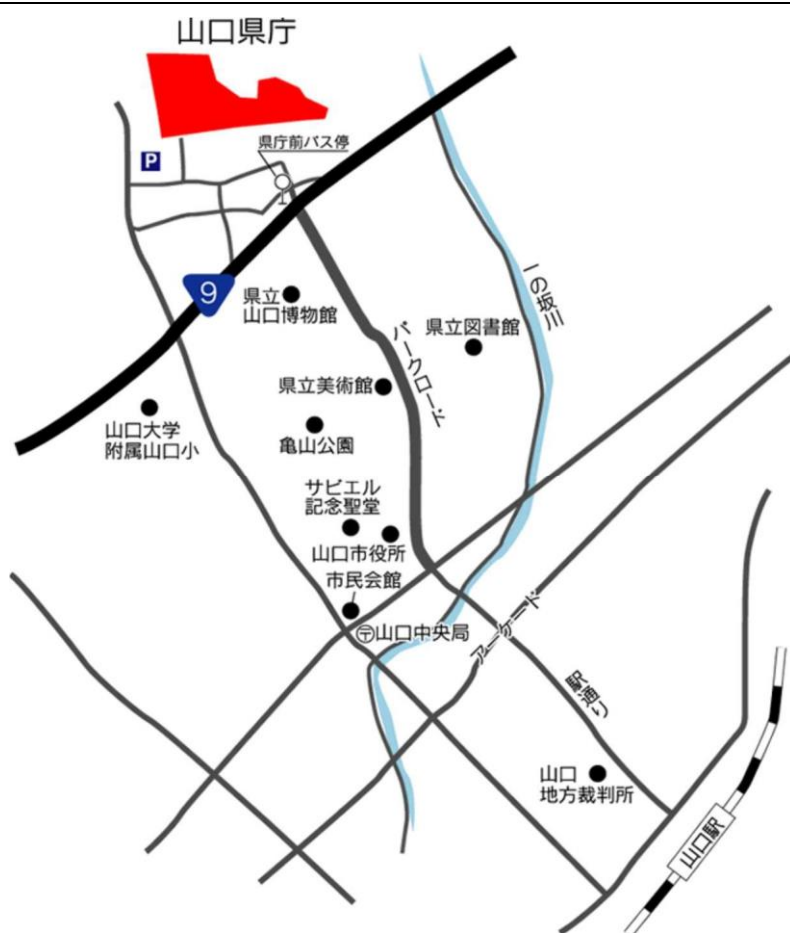 山口県庁
県庁前バス停
P
9
県立
山口博物館
一の坂川
パークロード
県立図書館
県立美術館
山口大学
附属山口小
亀山公園
サビエル
記念聖堂
山口市役所
市民会館
〒山口中央局
アーケード
駅通り
山口
地方裁判所
山口駅